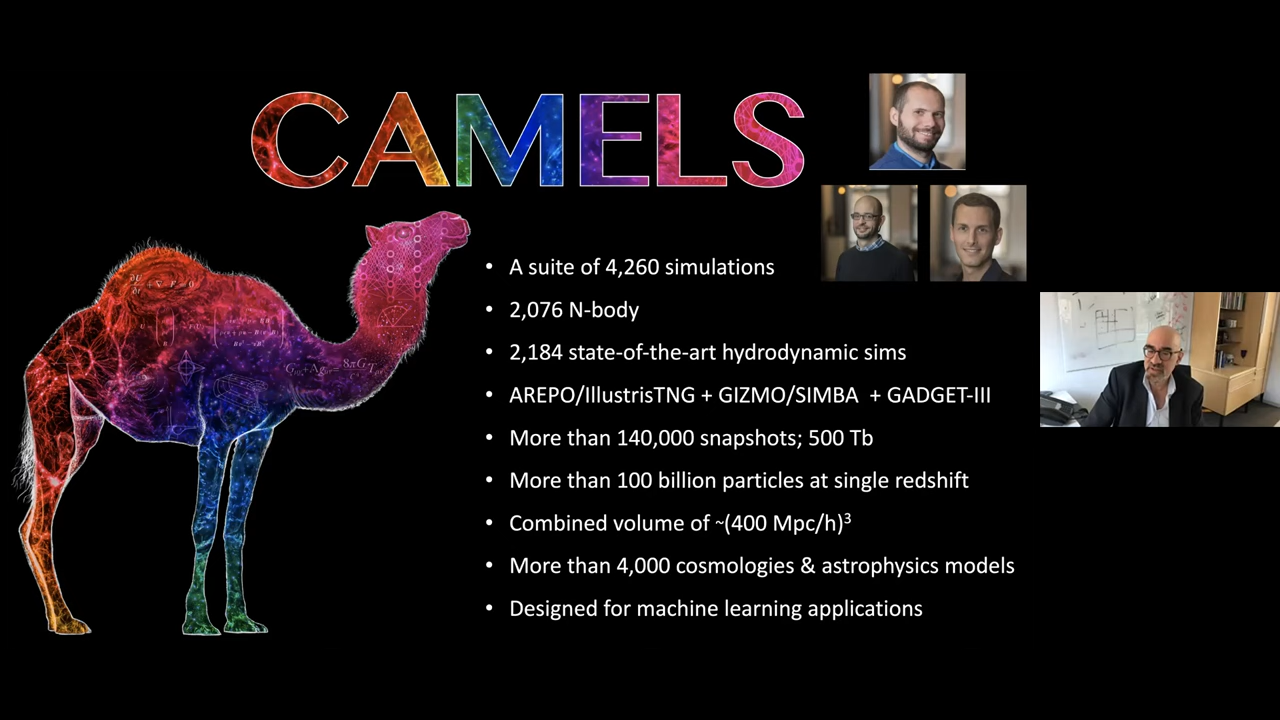 CAMELS
• A suite of 4,260 simulations
• 2,076 N-body
• 2,184 state-of-the-art hydrodynamic sims
• AREPO/IllustrisTNG + GIZMO/SIMBA + GADGET-III
• More than 140,000 snapshots; 500 Tb
• More than 100 billion particles at single redshift
• Combined volume of ~(400 Mpc/h)³
• More than 4,000 cosmologies & astrophysics models
• Designed for machine learning applications